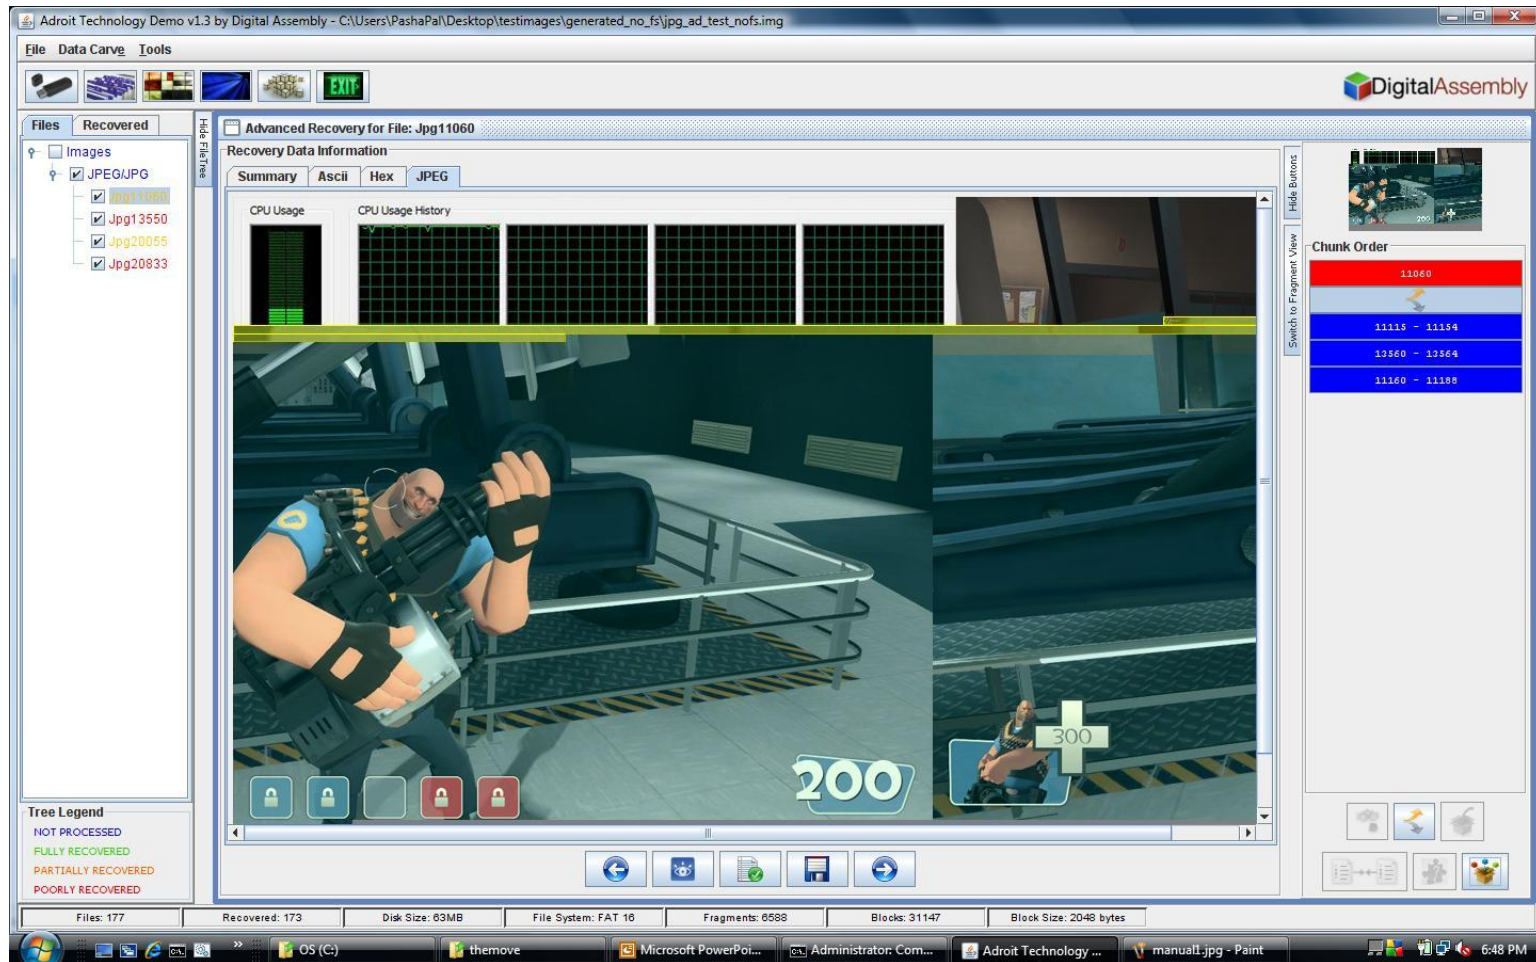 Adroit Technology Demo v1.3 by Digital Assembly - C:\Users\PashaPal\Desktop\testimages\generated_no_fs\jpg_ad_test_nofs.img
File Data Carve Tools
EXIT
DigitalAssembly
Files Recovered
Hide FileTree
Images
JPEG/JPG
Jpg11060
Jpg13550
Jpg20055
Jpg20833
Tree Legend
NOT PROCESSED
FULLY RECOVERED
PARTIALLY RECOVERED
POORLY RECOVERED
Advanced Recovery for File: Jpg11060
Recovery Data Information
Summary Ascii Hex JPEG
CPU Usage CPU Usage History
200
300
Hide Buttons
Switch to Fragment View
Chunk Order
11060
11115 - 11154
13560 - 13564
11160 - 11188
Files: 177 Recovered: 173 Disk Size: 63MB File System: FAT 16 Fragments: 6588 Blocks: 31147 Block Size: 2048 bytes
OS (C:) themove Microsoft PowerPoi... Administrator: Com... Adroit Technology ... manual1.jpg - Paint 6:48 PM